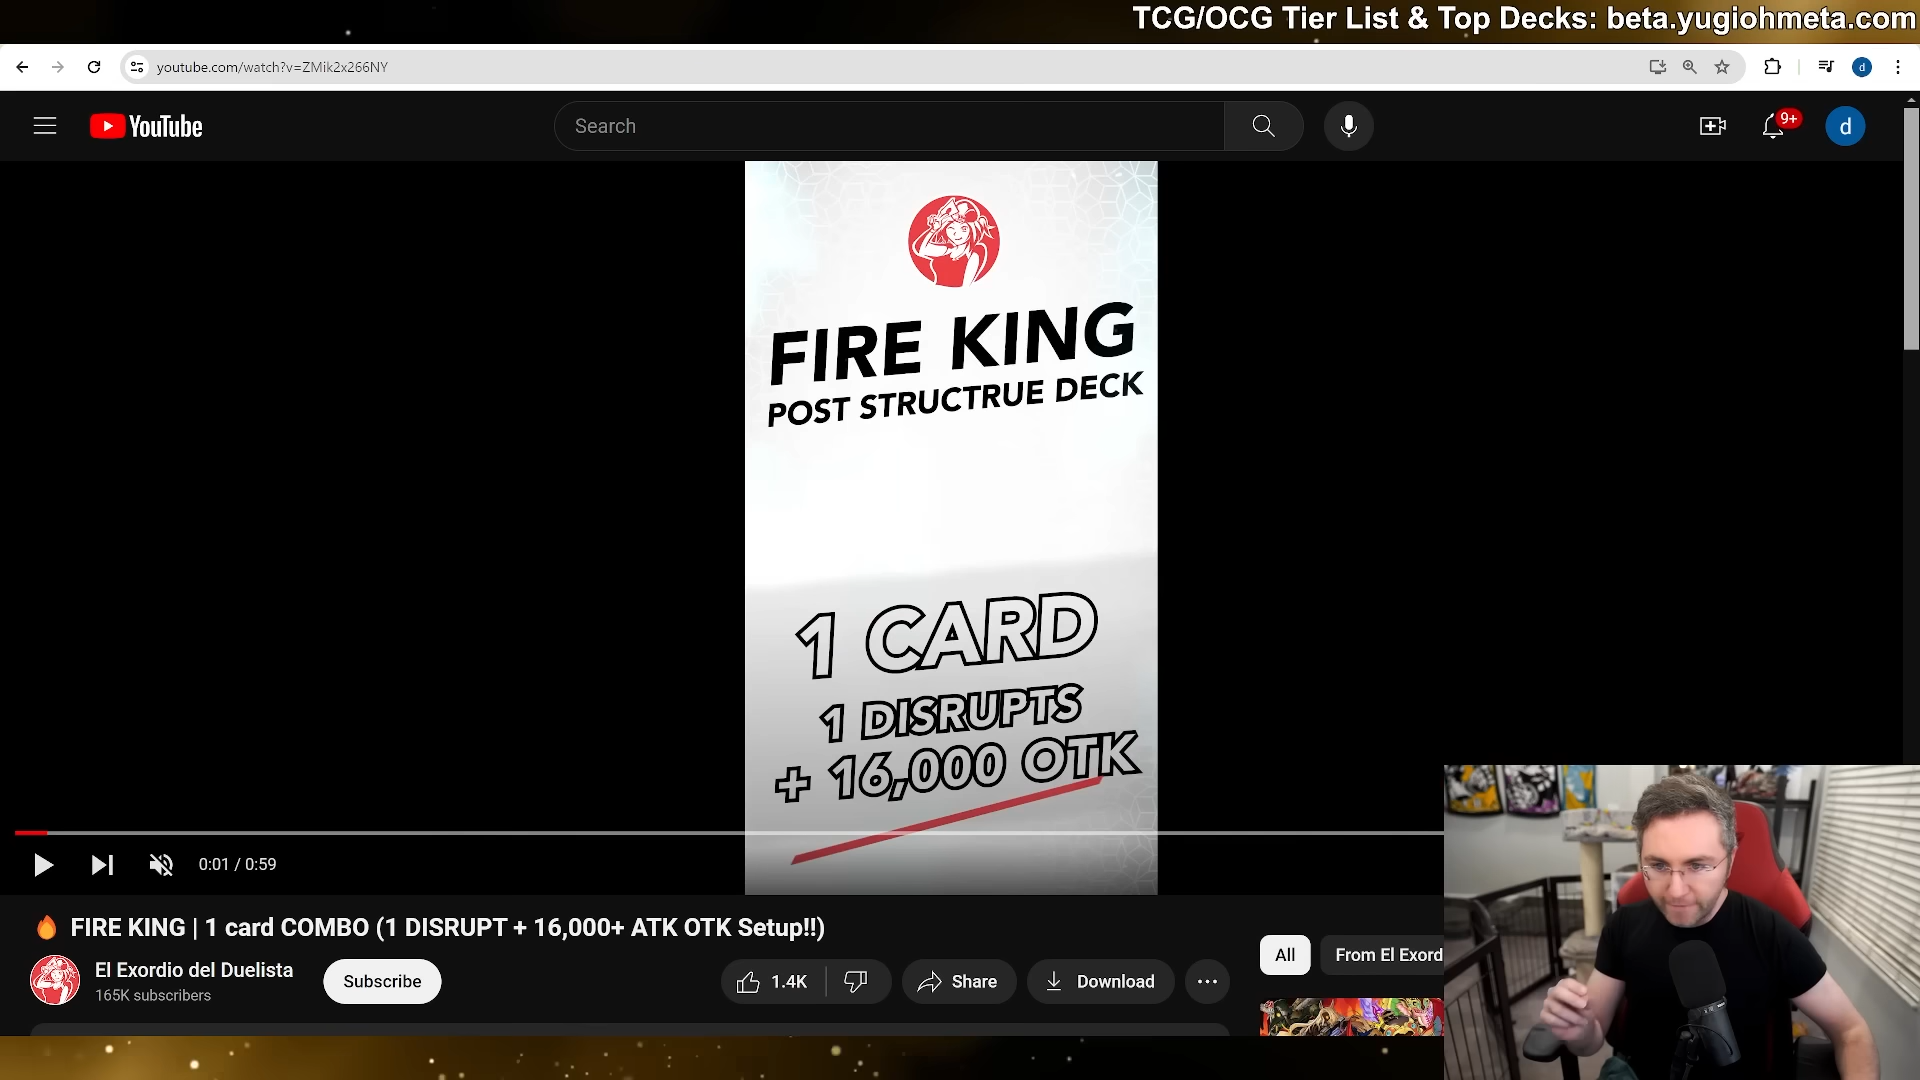 TCG/OCG Tier List & Top Decks: beta.yugiohmeta.com
youtube.com/watch?v=ZMik2x266NY
d
YouTube
Search
9+
d
FIRE KING
POST STRUCTRUE DECK
1 CARD
1 DISRUPTS
+ 16,000 OTK
0:01 / 0:59
🔥 FIRE KING | 1 card COMBO (1 DISRUPT + 16,000+ ATK OTK Setup!!)
El Exordio del Duelista
165K subscribers
Subscribe
1.4K
Share
Download
All
From El Exord